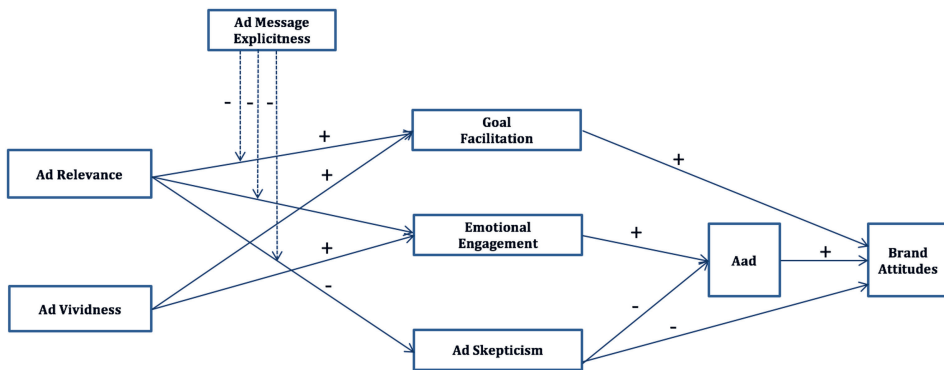 Ad Message
Explicitness
- - -
+
Goal
Facilitation
+
Ad Relevance
+
Emotional
Engagement
+
+
Aad
+
Brand
Attitudes
Ad Vividness
-
-
-
Ad Skepticism